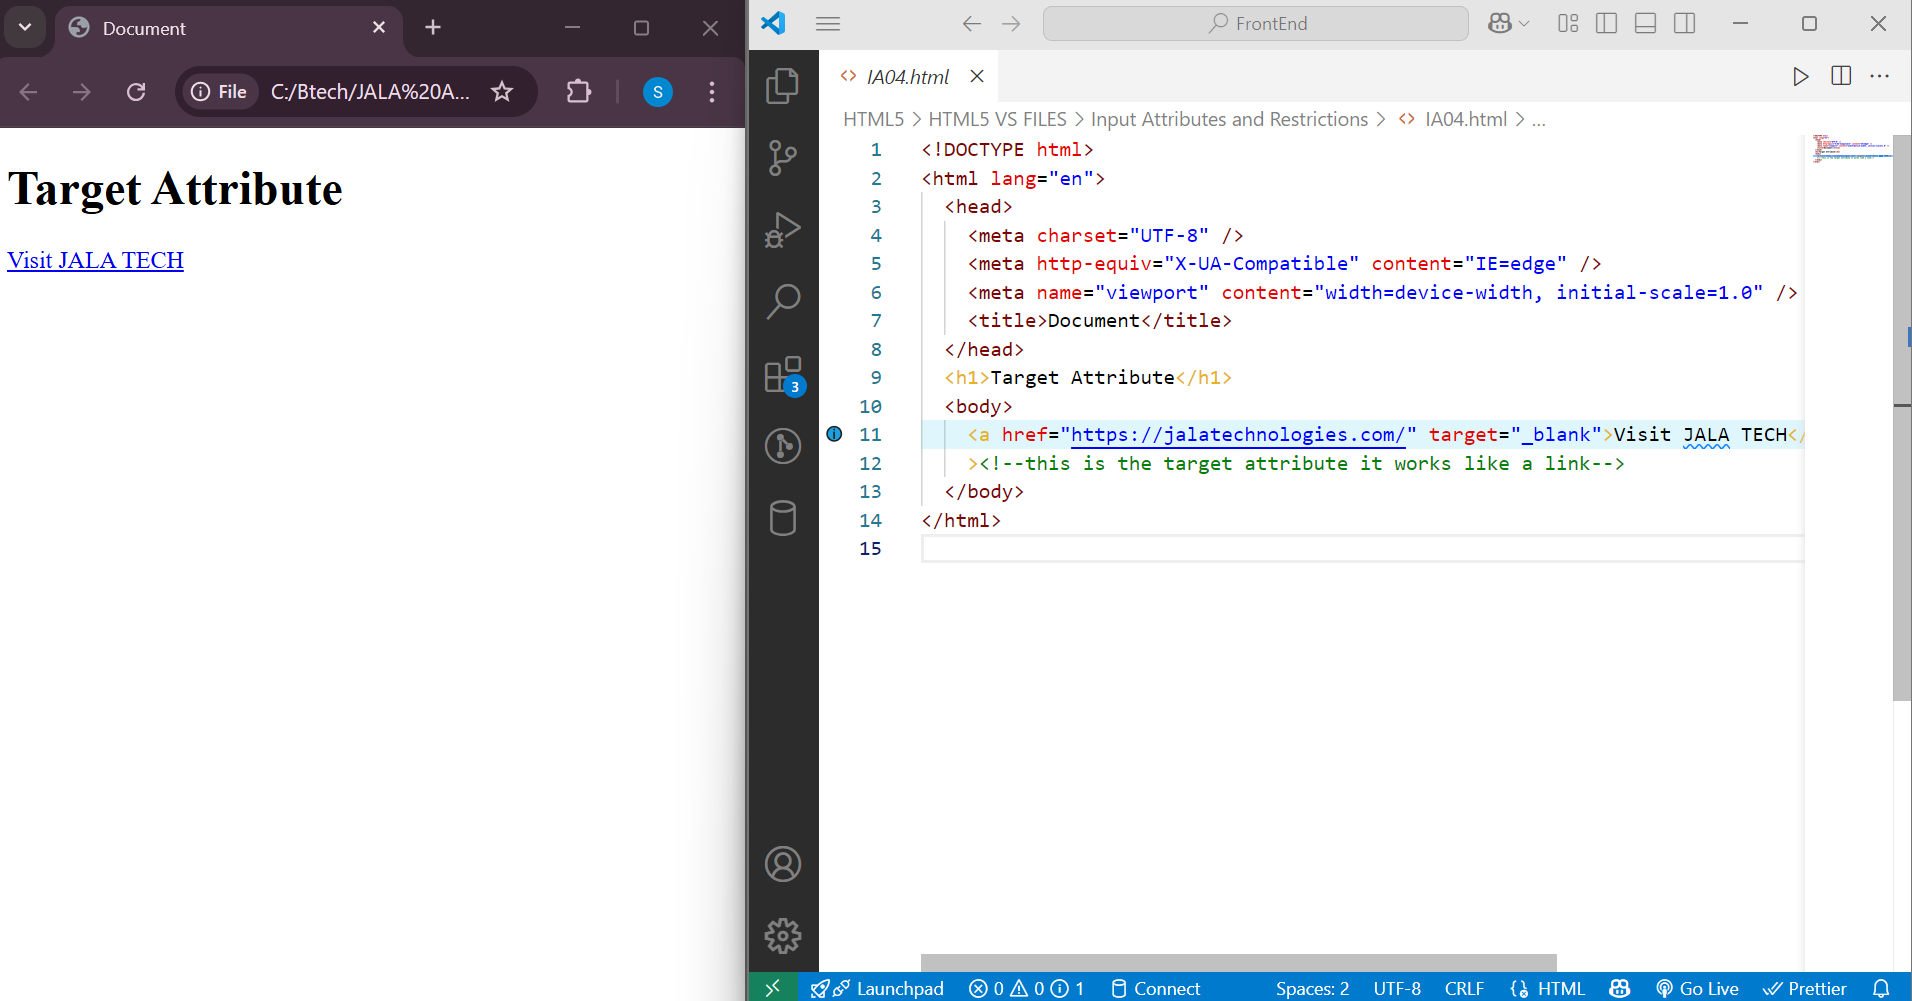 Document
File C:/Btech/JALA%20A...
S
Target Attribute
Visit JALA TECH
FrontEnd
IA04.html
HTML5 > HTML5 VS FILES > Input Attributes and Restrictions > <> IA04.html > ...
1 <!DOCTYPE html>
2 <html lang="en">
3 <head>
4 <meta charset="UTF-8" />
5 <meta http-equiv="X-UA-Compatible" content="IE=edge" />
6 <meta name="viewport" content="width=device-width, initial-scale=1.0" />
7 <title>Document</title>
8 </head>
9 <h1>Target Attribute</h1>
10 <body>
11 <a href="https://jalatechnologies.com/" target="_blank">Visit JALA TECH</
12 ><!--this is the target attribute it works like a link-->
13 </body>
14 </html>
15
3
Launchpad 0 0 1 Connect Spaces: 2 UTF-8 CRLF {} HTML Go Live Prettier